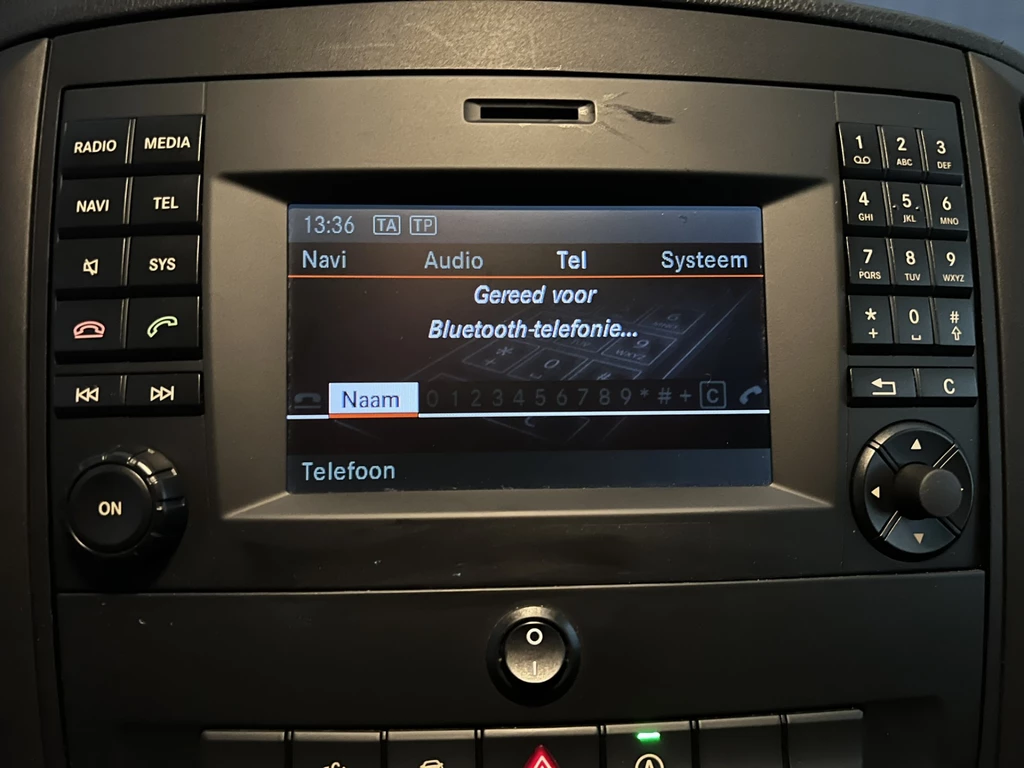 RADIO MEDIA
NAVI TEL
SYS
ON
13:36 TA TP
Navi Audio Tel Systeem
Gereed voor
Bluetooth-telefonie...
Naam 0 1 2 3 4 5 6 7 8 9 * # + C
Telefoon
1 2 ABC 3 DEF
4 GHI 5 JKL 6 MNO
7 PQRS 8 TUV 9 WXYZ
* + 0 #
C
O
I
A